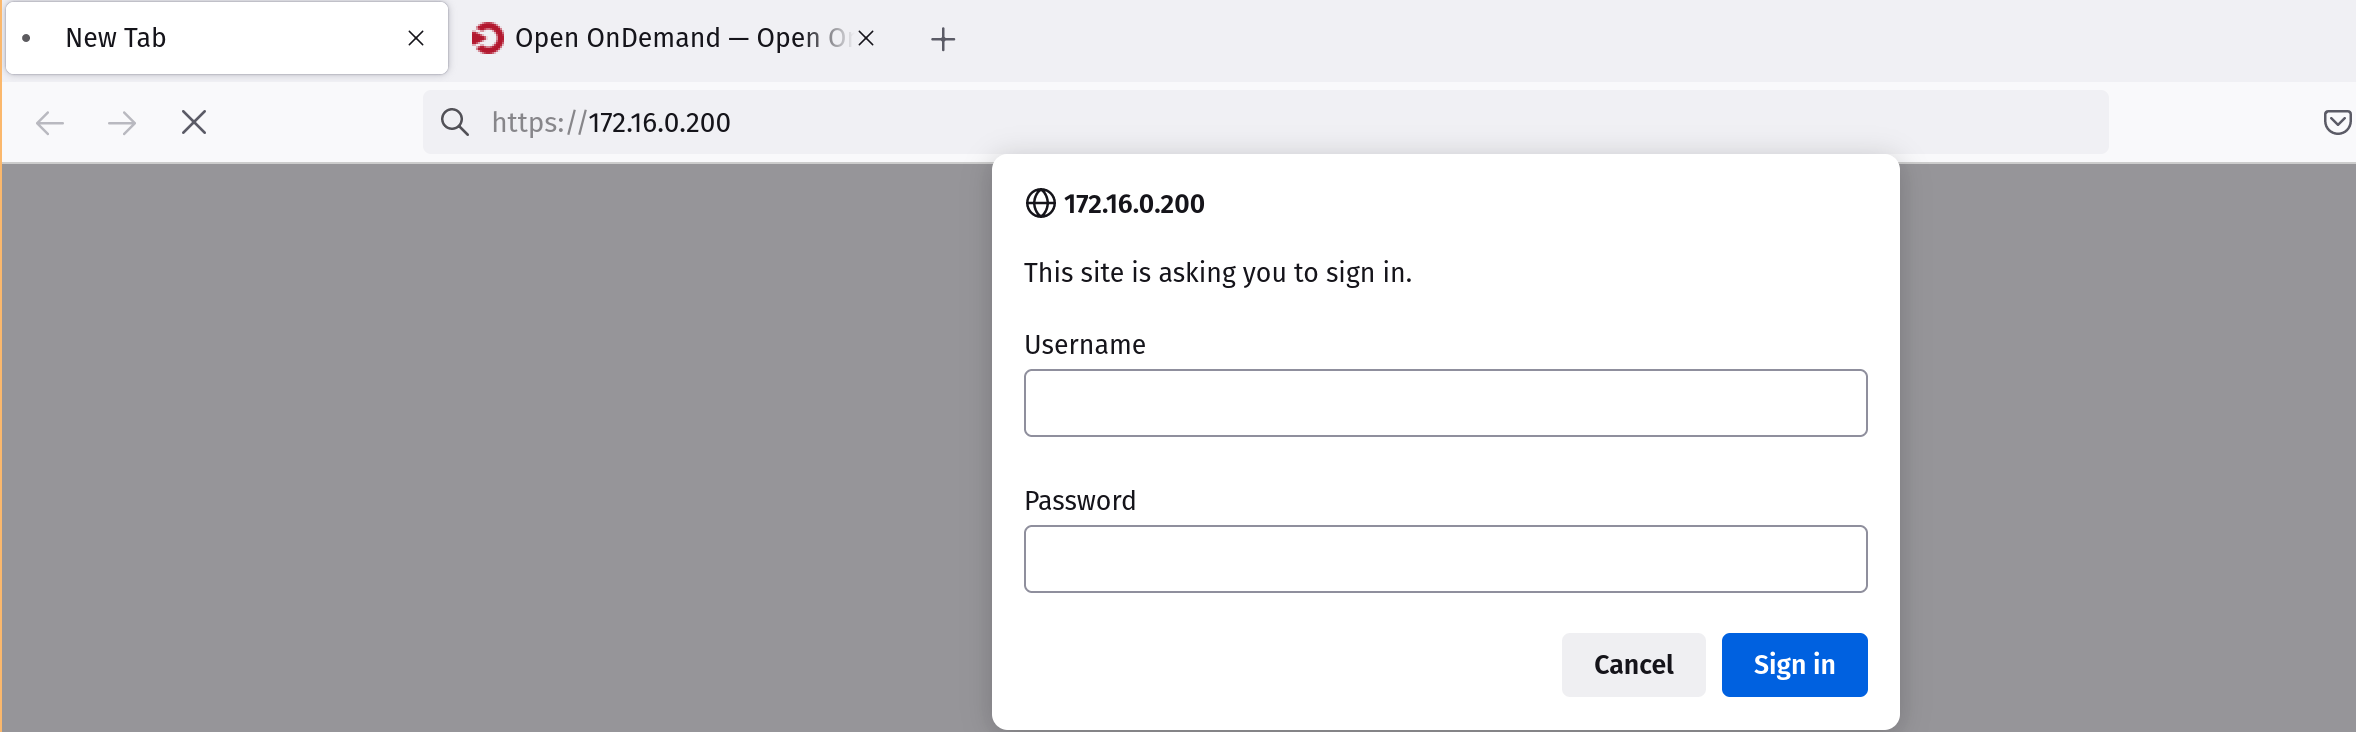 New Tab
Open OnDemand — Open O
https://172.16.0.200
172.16.0.200
This site is asking you to sign in.
Username
Password
Cancel
Sign in